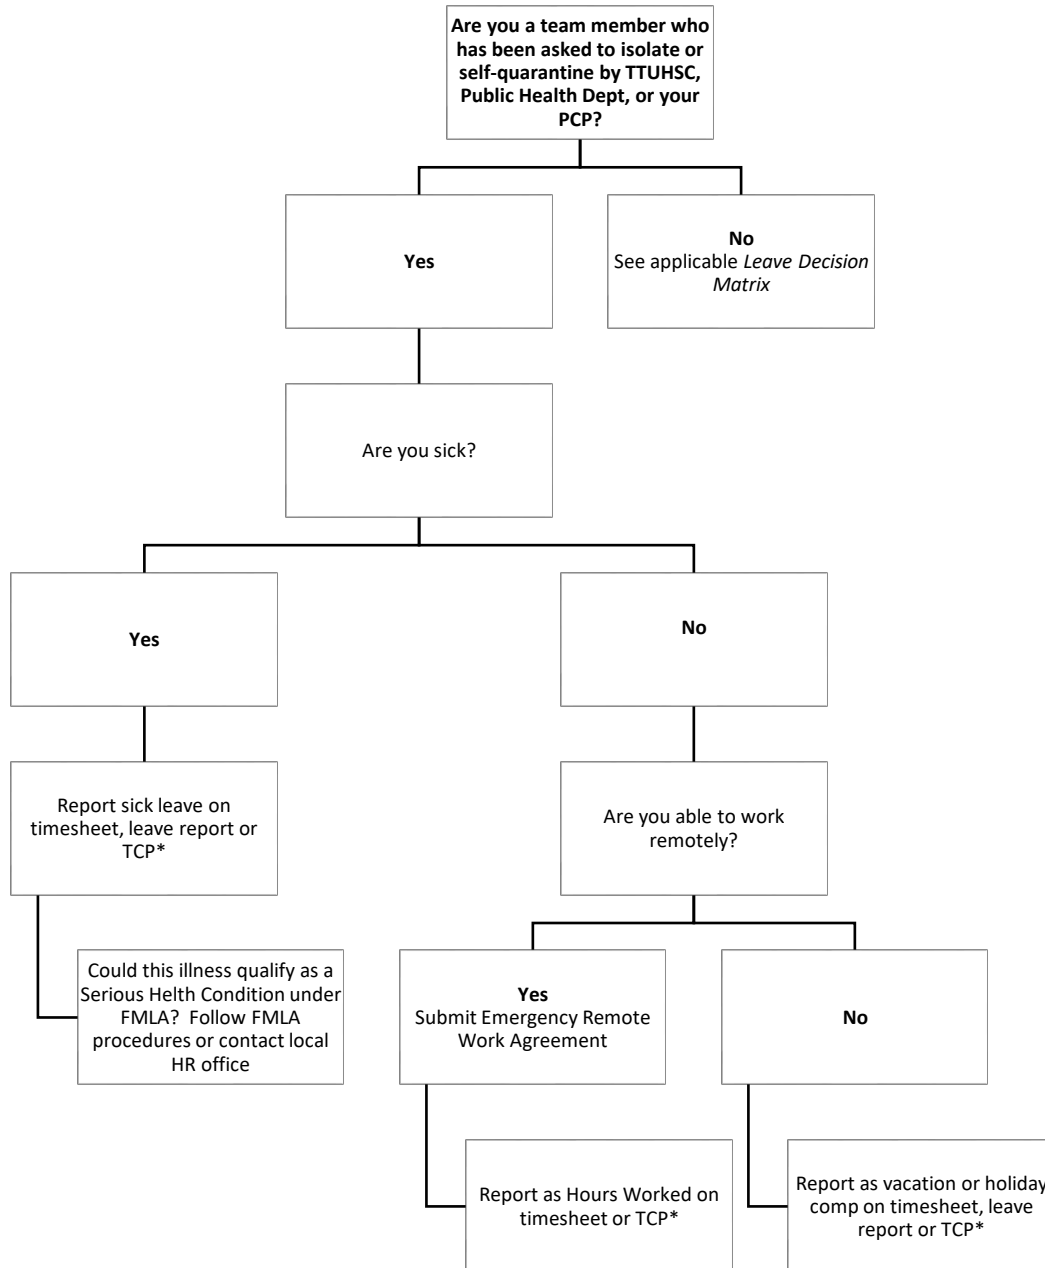 Are you a team member who
has been asked to isolate or
self-quarantine by TTUHSC,
Public Health Dept, or your
PCP?
Yes
No
See applicable Leave Decision
Matrix
Are you sick?
Yes
No
Report sick leave on
timesheet, leave report or
TCP*
Are you able to work
remotely?
Could this illness qualify as a
Serious Helth Condition under
FMLA? Follow FMLA
procedures or contact local
HR office
Yes
Submit Emergency Remote
Work Agreement
No
Report as Hours Worked on
timesheet or TCP*
Report as vacation or holiday
comp on timesheet, leave
report or TCP*